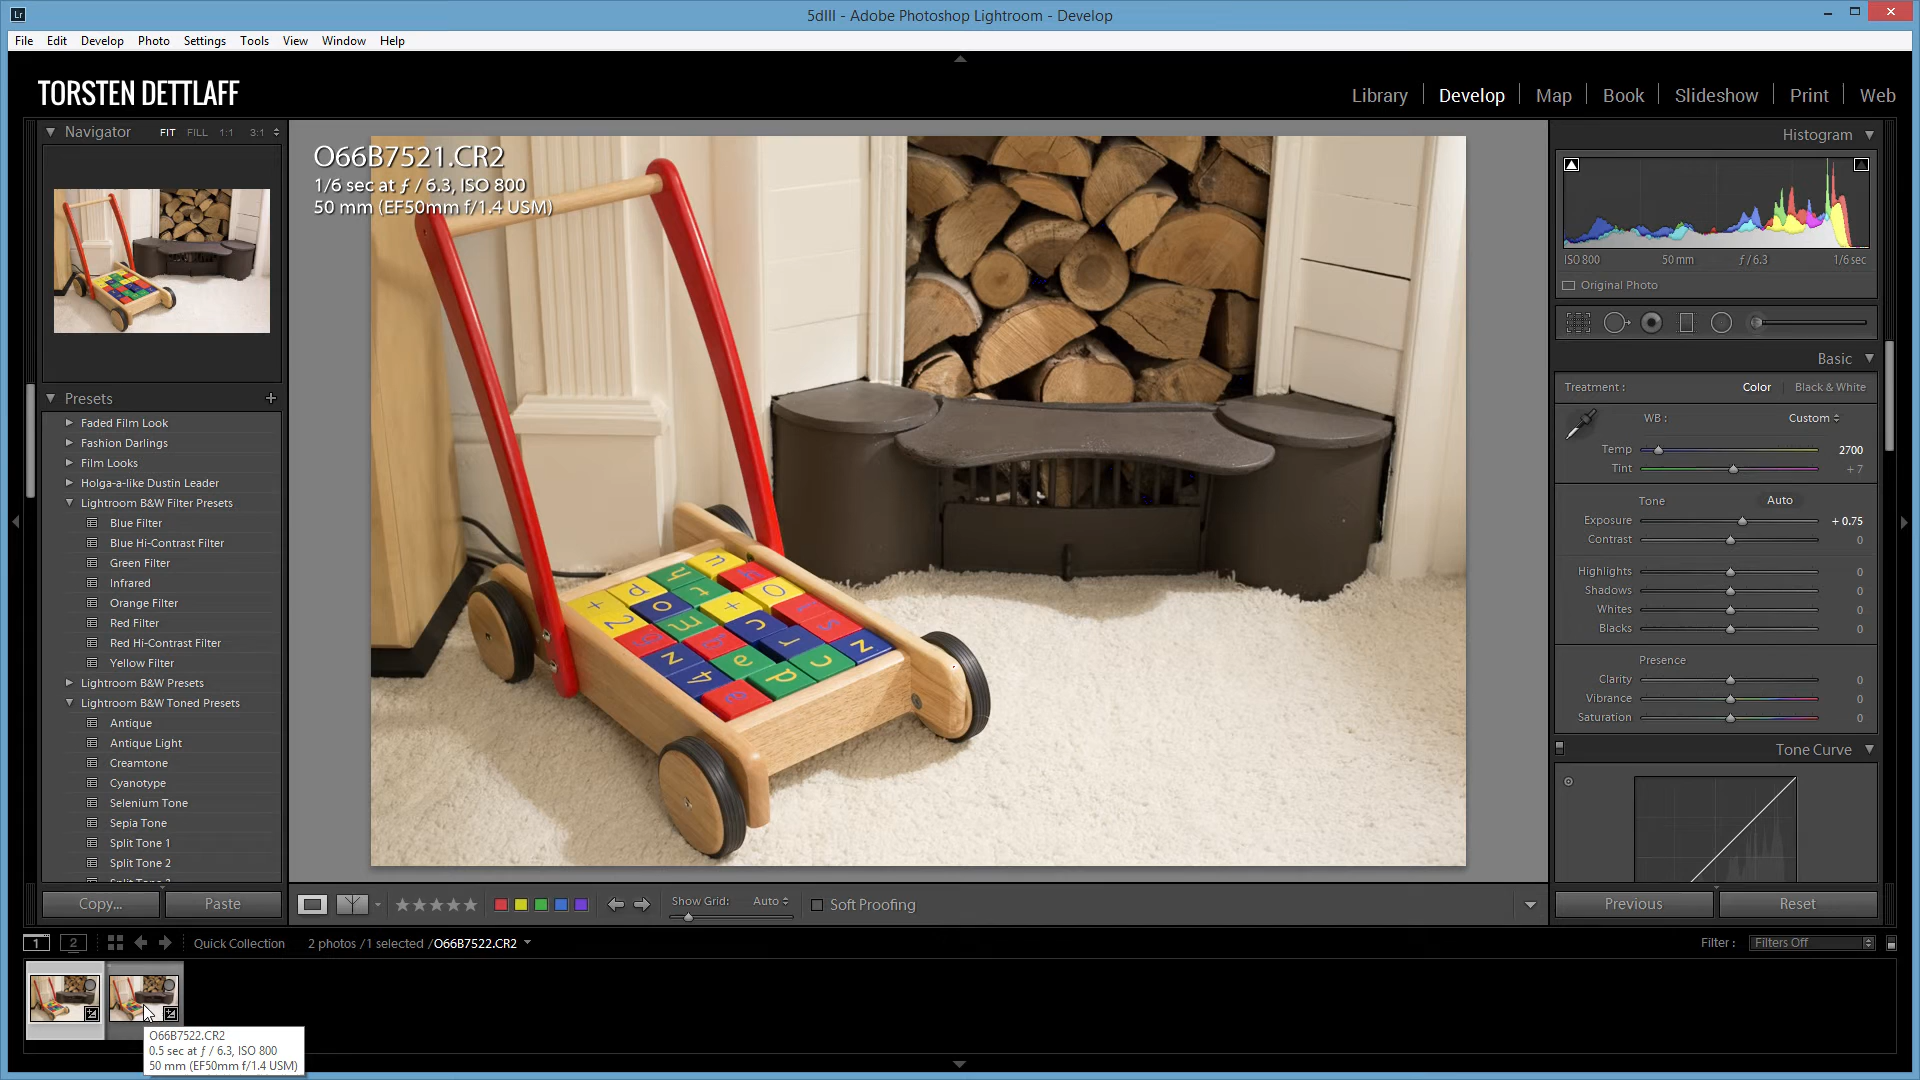 Lr
5dIII - Adobe Photoshop Lightroom - Develop
File Edit Develop Photo Settings Tools View Window Help
TORSTEN DETTLAFF
Library Develop Map Book Slideshow Print Web
Navigator FIT FILL 1:1 3:1
Presets +
Faded Film Look
Fashion Darlings
Film Looks
Holga-a-like Dustin Leader
Lightroom B&W Filter Presets
Blue Filter
Blue Hi-Contrast Filter
Green Filter
Infrared
Orange Filter
Red Filter
Red Hi-Contrast Filter
Yellow Filter
Lightroom B&W Presets
Lightroom B&W Toned Presets
Antique
Antique Light
Creamtone
Cyanotype
Selenium Tone
Sepia Tone
Split Tone 1
Split Tone 2
Copy... Paste
O66B7521.CR2
1/6 sec at ƒ / 6.3, ISO 800
50 mm (EF50mm f/1.4 USM)
Show Grid: Auto Soft Proofing
Histogram
ISO 800 50 mm ƒ / 6.3 1/6 sec
Original Photo
Basic
Treatment : Color Black & White
WB : Custom
Temp 2700
Tint + 7
Tone Auto
Exposure + 0.75
Contrast 0
Highlights 0
Shadows 0
Whites 0
Blacks 0
Presence
Clarity 0
Vibrance 0
Saturation 0
Tone Curve
Previous Reset
1 2 Quick Collection 2 photos / 1 selected / O66B7522.CR2 Filter : Filters Off
O66B7522.CR2
0.5 sec at ƒ / 6.3, ISO 800
50 mm (EF50mm f/1.4 USM)